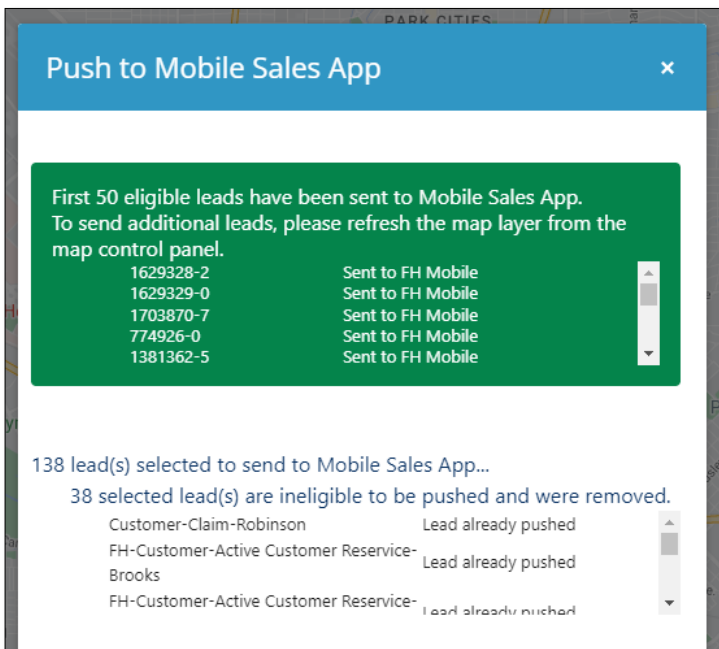 PARK CITIES
Push to Mobile Sales App ×
First 50 eligible leads have been sent to Mobile Sales App.
To send additional leads, please refresh the map layer from the
map control panel.
1629328-2 Sent to FH Mobile
1629329-0 Sent to FH Mobile
1703870-7 Sent to FH Mobile
774926-0 Sent to FH Mobile
1381362-5 Sent to FH Mobile
138 lead(s) selected to send to Mobile Sales App...
38 selected lead(s) are ineligible to be pushed and were removed.
Customer-Claim-Robinson Lead already pushed
FH-Customer-Active Customer Reservice-
Brooks Lead already pushed
FH-Customer-Active Customer Reservice-
Lead already pushed